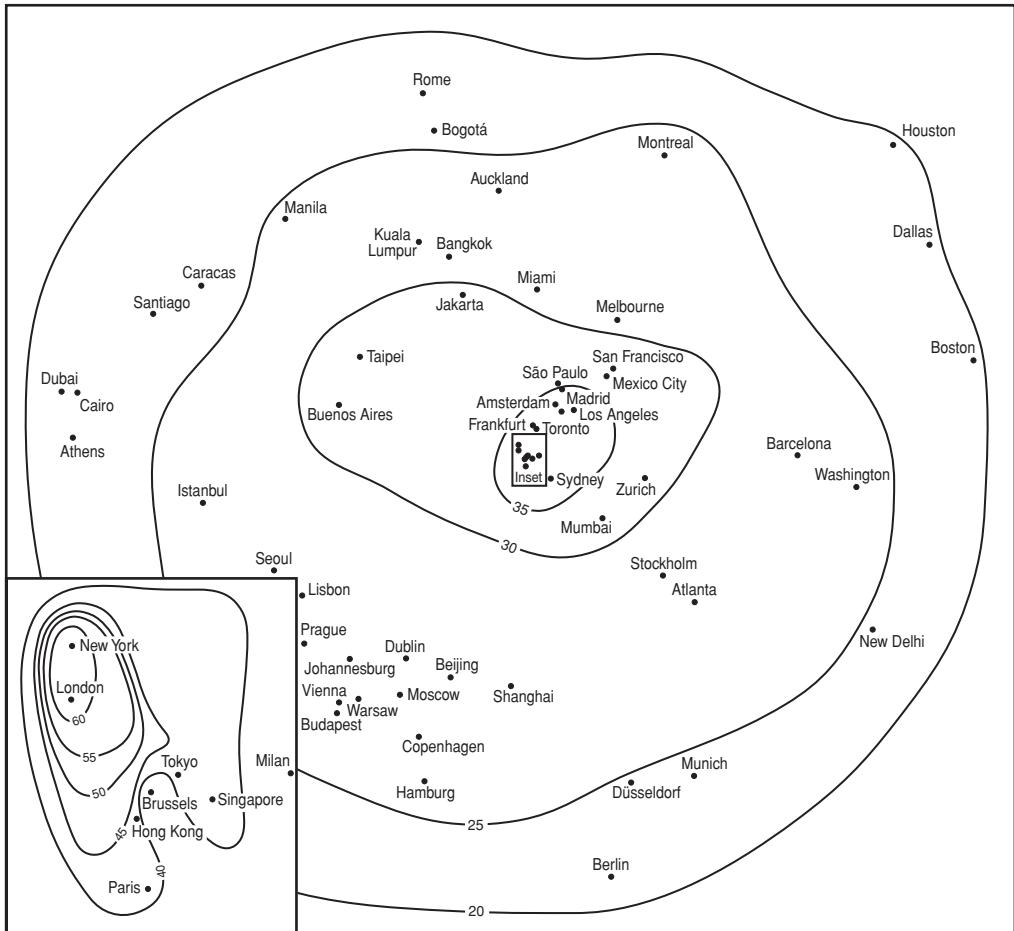 Rome
Bogotá
Houston
Montreal
Auckland
Manila
Kuala
Lumpur
Bangkok
Dallas
Caracas
Santiago
Miami
Jakarta
Melbourne
Boston
Taipei
San Francisco
São Paulo
Mexico City
Dubai
Cairo
Madrid
Amsterdam
Los Angeles
Buenos Aires
Frankfurt
Toronto
Athens
Barcelona
Washington
Inset
Sydney
Zurich
Istanbul
35
Mumbai
30
Seoul
Stockholm
Lisbon
Atlanta
Prague
New Delhi
Dublin
Johannesburg
Beijing
Vienna
Moscow
Shanghai
Warsaw
Budapest
Copenhagen
Milan
Munich
Hamburg
Düsseldorf
25
Berlin
20
New York
London
60
55
Tokyo
50
Brussels
Singapore
45
Hong Kong
40
Paris